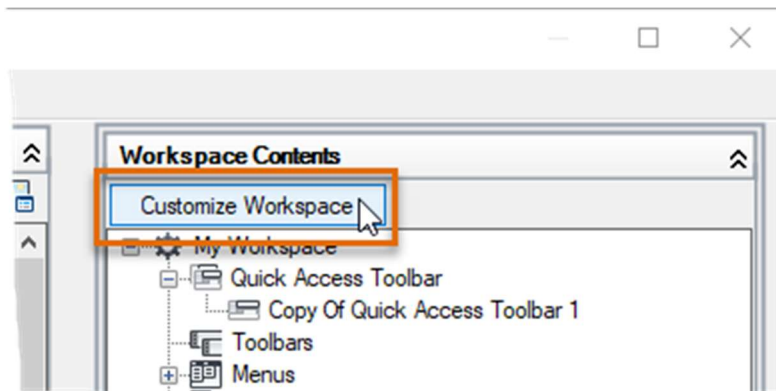 Workspace Contents
Customize Workspace
My Workspace
Quick Access Toolbar
Copy Of Quick Access Toolbar 1
Toolbars
Menus